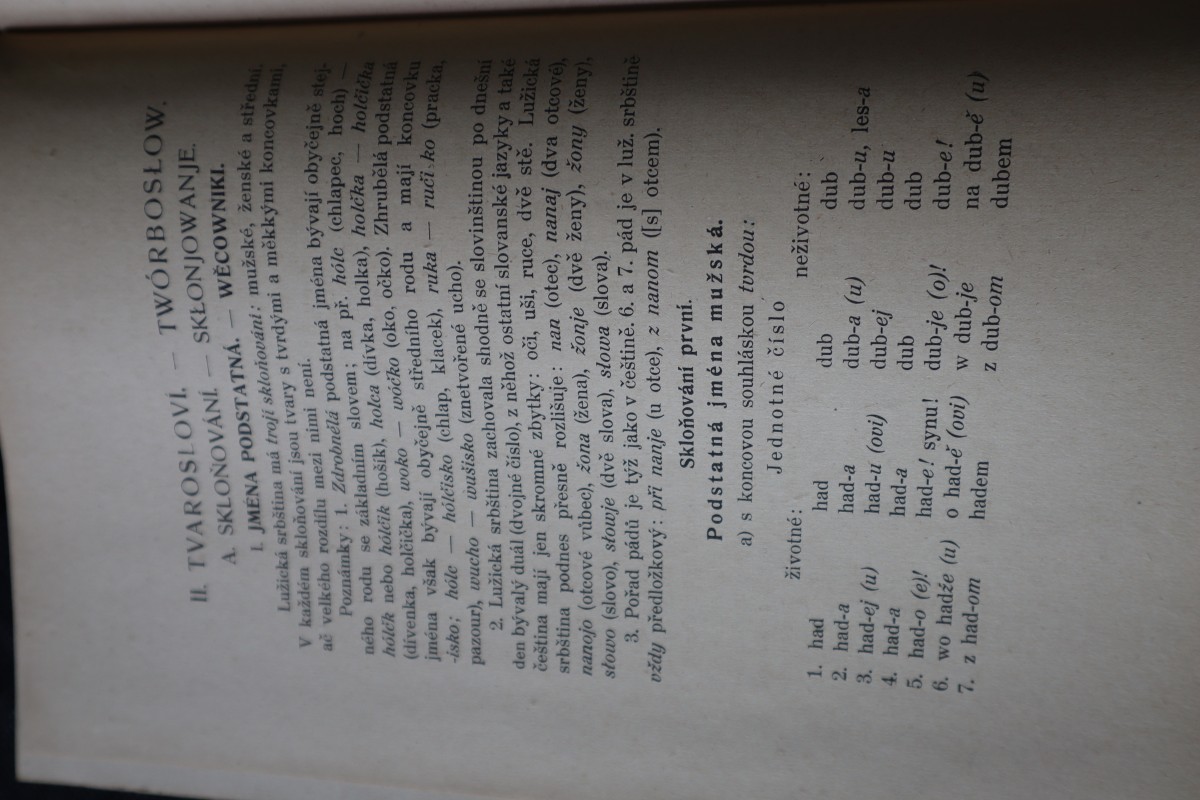 II. TVAROSLOVÍ. — TWÓRBOSŁOW.
A. SKLOŇOVÁNÍ. — SKŁONJOWANJE.
I. JMÉNA PODSTATNÁ. — WĚCOWNIKI.
Lužická srbština má trojí skloňování: mužské, ženské a střední.
V každém skloňování jsou tvary s tvrdými a měkkými koncovkami,
ač velkého rozdílu mezi nimi není.
Poznámky: 1. Zdrobnělá podstatná jména bývají obyčejně stej-
ného rodu se základním slovem; na př. hólc (chlapec, hoch) —
hólčk nebo hólčik (hošík), holca (dívka, holka), holčka — holčička
(dívenka, holčička), woko — wóčko (oko, očko). Zhrubělá podstatná
jména však bývají obyčejně středního rodu a mají koncovku
-isko; hólc — hólčisko (chlap, klacek), ruka — ručisko (pracka,
pazour), wucho — wušisko (znetvořené ucho).
2. Lužická srbština zachovala shodně se slovinštinou po dnešní
den bývalý duál (dvojné číslo), z něhož ostatní slovanské jazyky a také
čeština mají jen skromné zbytky: oči, uši, ruce, dvě stě. Lužická
srbština podnes přesně rozlišuje: nan (otec), nanaj (dva otcové),
nanojo (otcové vůbec), žona (žena), žonje (dvě ženy), žony (ženy),
słowo (slovo), słowje (dvě slova), słowa (slova).
3. Pořad pádů je týž jako v češtině. 6. a 7. pád je v luž. srbštině
vždy předložkový: při nanje (u otce), z nanom ([s] otcem).
Skloňování první.
Podstatná jména mužská.
a) s koncovou souhláskou tvrdou:
Jednotné číslo
životné: neživotné:
1. had had dub dub
2. had-a had-a dub-a (u) dub-u, les-a
3. had-ej (u) had-u (ovi) dub-ej dub-u
4. had-a had-a dub dub
5. had-o (e)! had-e! synu! dub-je (o)! dub-e!
6. wo hadźe (u) o had-ě (ovi) w dub-je na dub-ě (u)
7. z had-om hadem z dub-om dubem